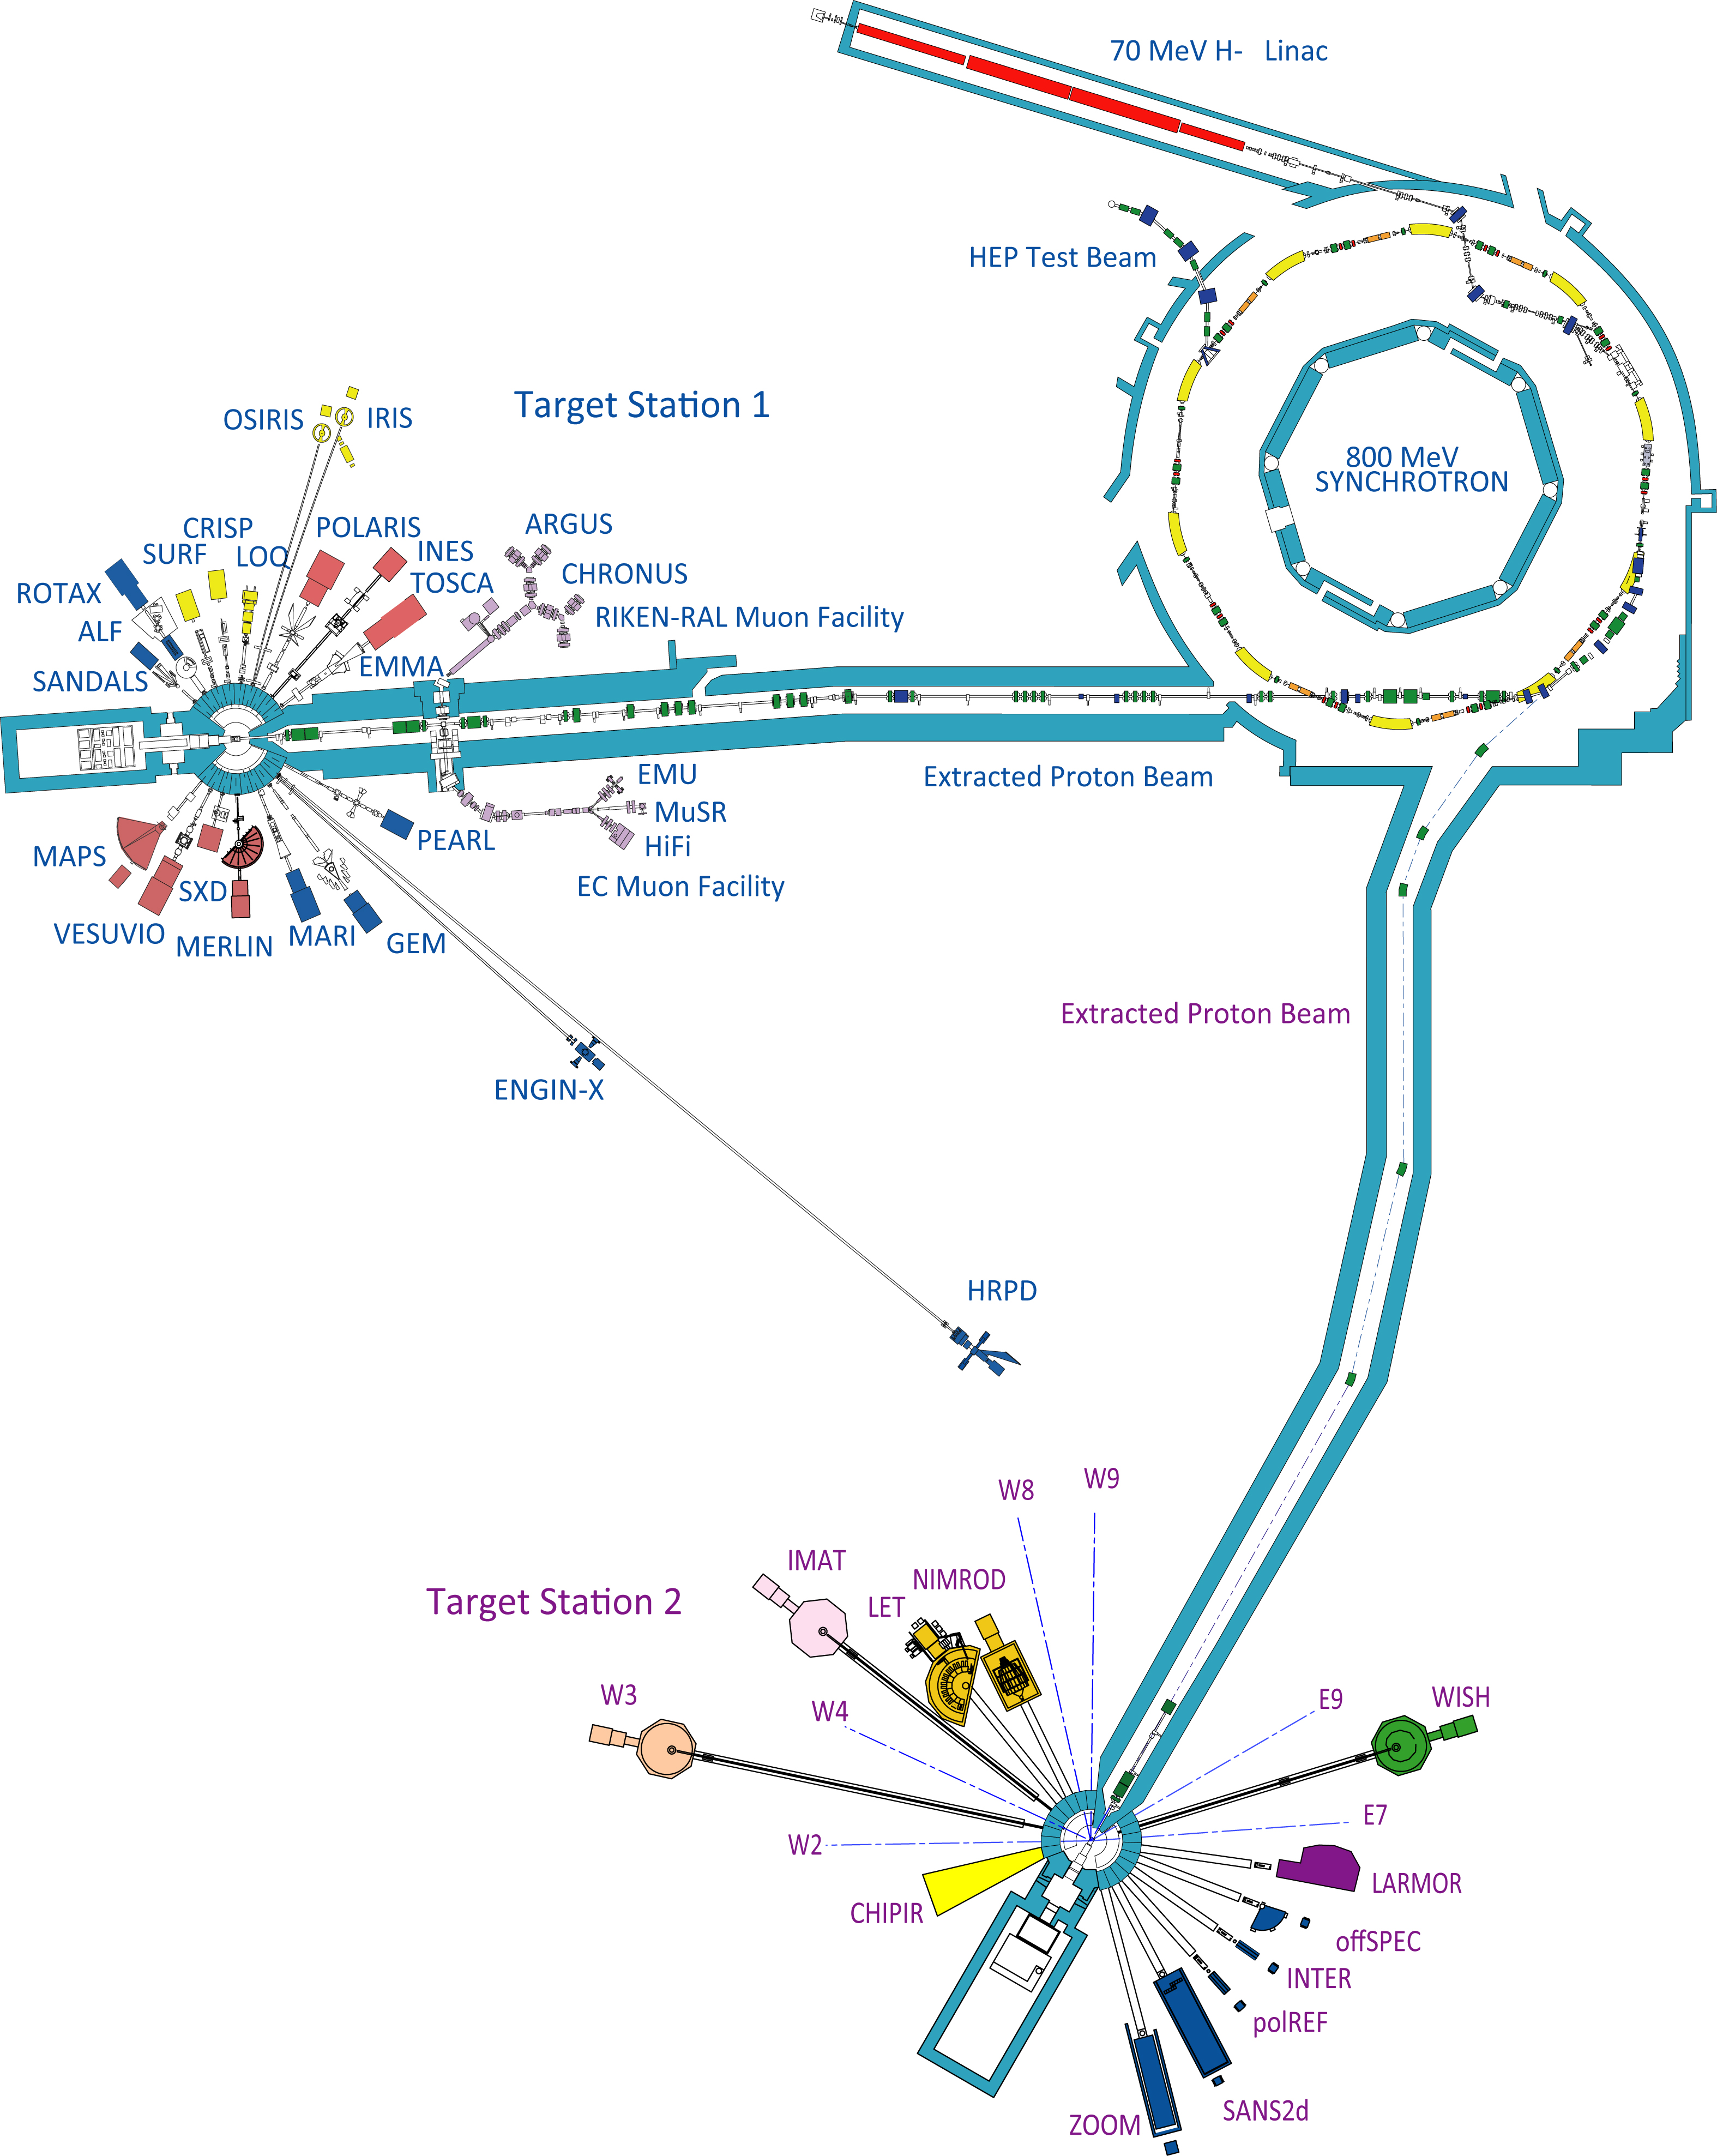 70 MeV H- Linac
HEP Test Beam
Target Station 1
OSIRIS
IRIS
800 MeV
SYNCHROTRON
CRISP
POLARIS
ARGUS
SURF
LOQ
INES
ROTAX
TOSCA
CHRONUS
ALF
RIKEN-RAL Muon Facility
SANDALS
EMMA
EMU
Extracted Proton Beam
MuSR
PEARL
HiFi
MAPS
SXD
EC Muon Facility
VESUVIO
MERLIN
MARI
GEM
Extracted Proton Beam
ENGIN-X
HRPD
W8
W9
IMAT
NIMROD
Target Station 2
LET
W3
W4
E9
WISH
W2
E7
CHIPIR
LARMOR
offSPEC
INTER
polREF
SANS2d
ZOOM